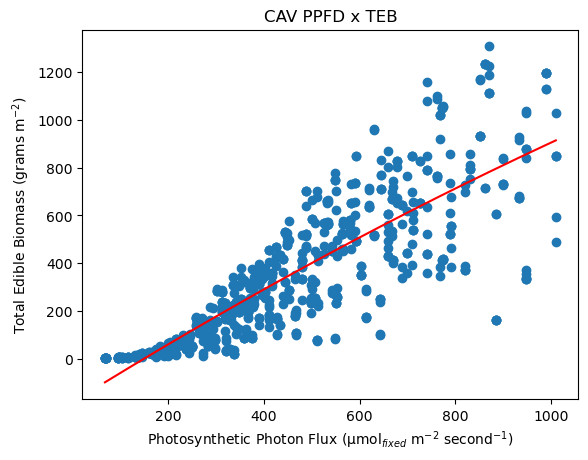 CAV PPFD x TEB
1200
1000
800
600
400
200
0
Total Edible Biomass (grams m⁻²)
200 400 600 800 1000
Photosynthetic Photon Flux (μmol_fixed m⁻² second⁻¹)